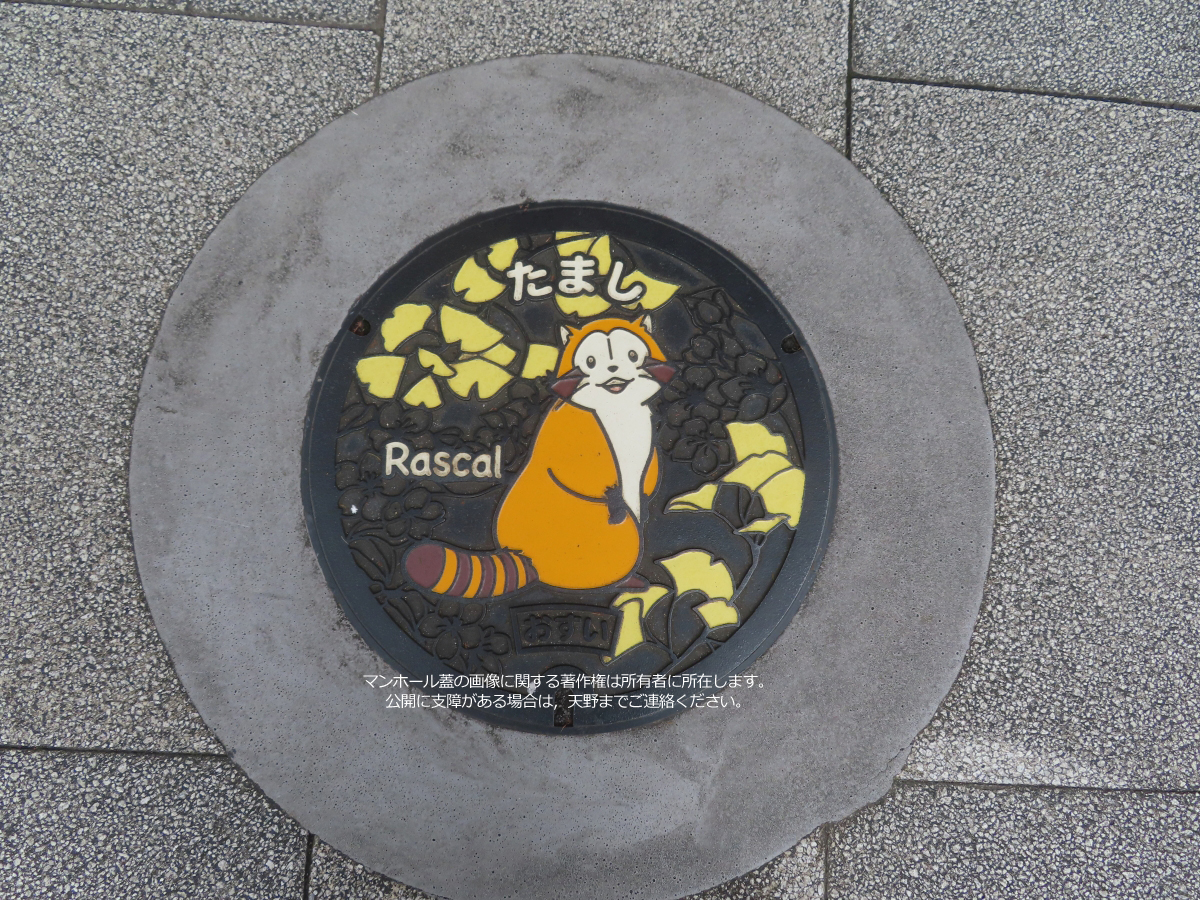 たまし
Rascal
おすい
マンホール蓋の画像に関する著作権は所有者に所在します。
公開に支障がある場合は，天野までご連絡ください。